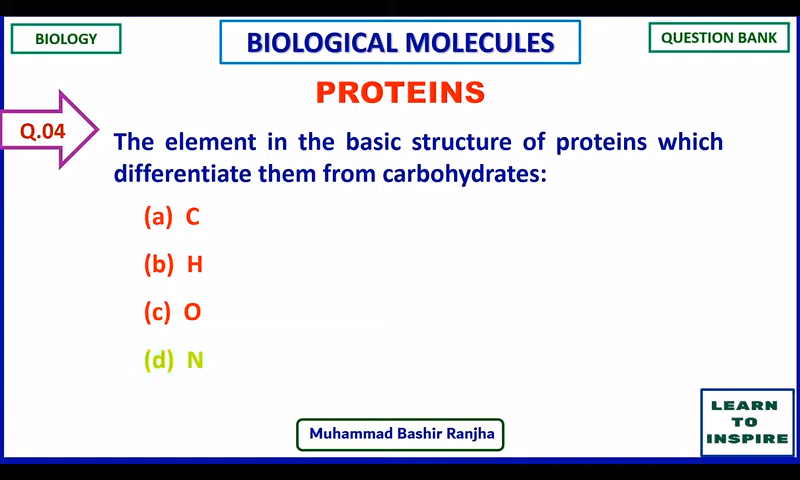 BIOLOGY
BIOLOGICAL MOLECULES
QUESTION BANK
PROTEINS
Q.04
The element in the basic structure of proteins which
differentiate them from carbohydrates:
(a) C
(b) H
(c) O
(d) N
Muhammad Bashir Ranjha
LEARN
TO
INSPIRE